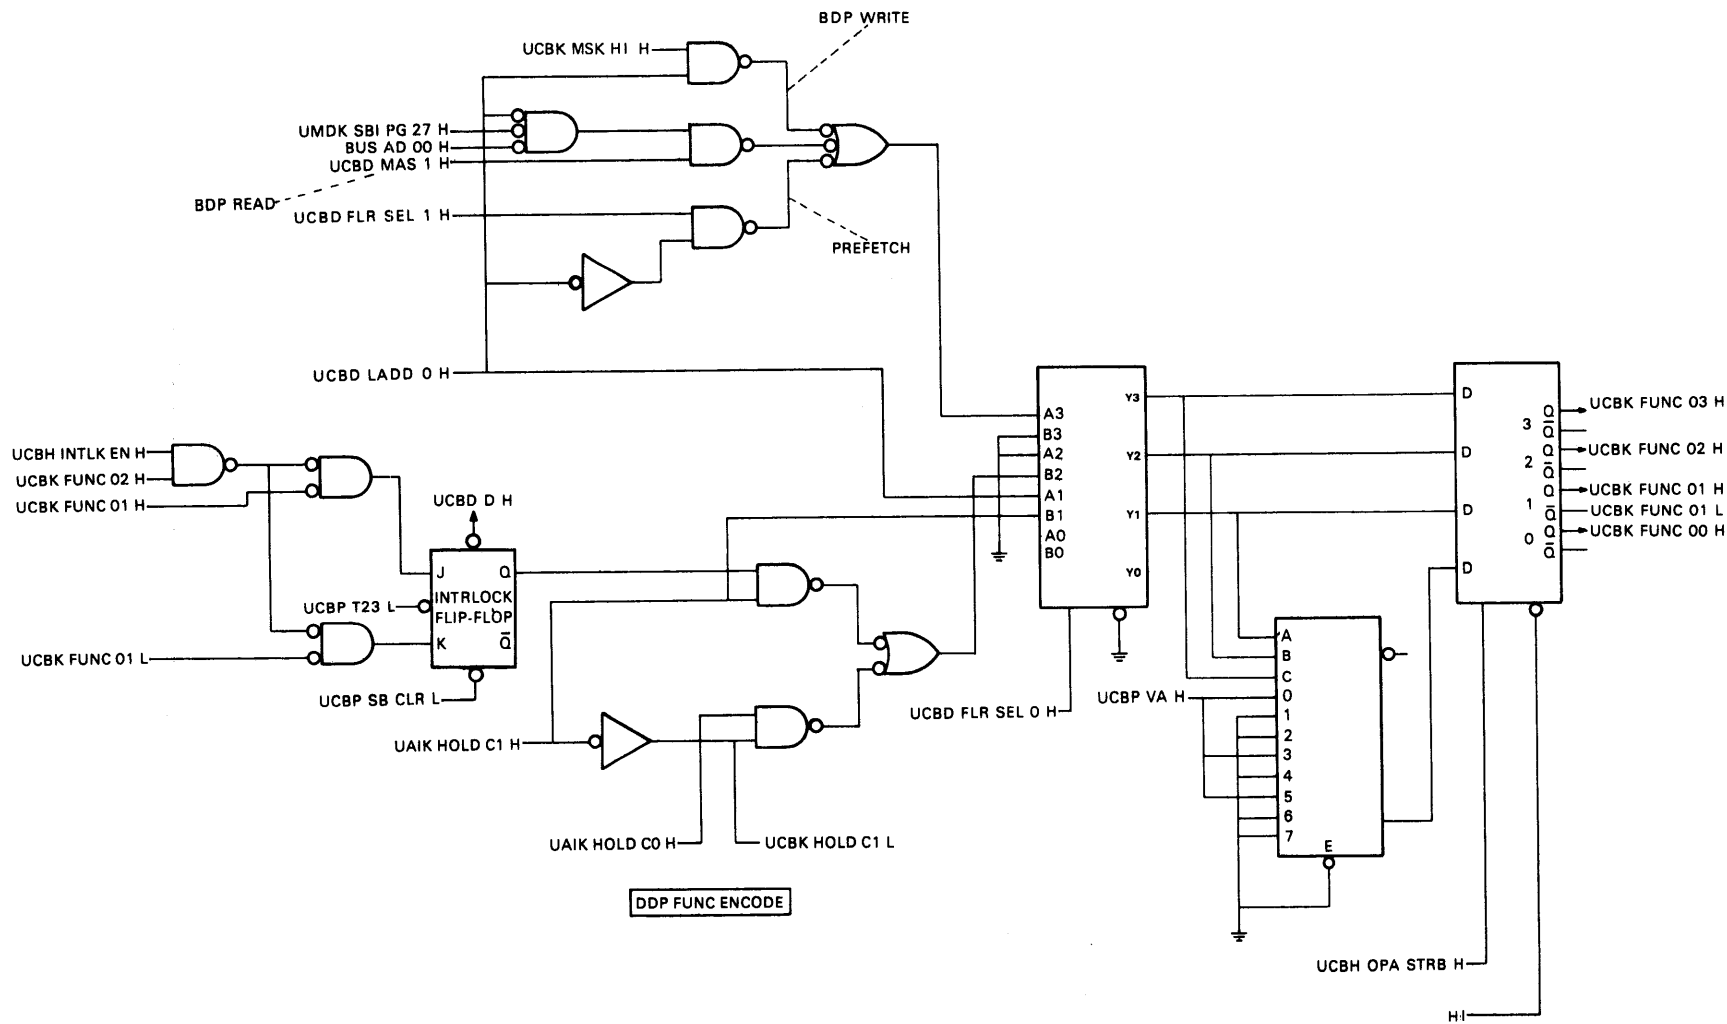 BDP WRITE
UCBK MSK HI H
UMDK SBI PG 27 H
BUS AD 00 H
UCBD MAS 1 H
BDP READ
UCBD FLR SEL 1 H
PREFETCH
UCBD LADD 0 H
UCBH INTLK EN H
UCBK FUNC 02 H
UCBK FUNC 01 H
UCBD D H
J Q
INTRLOCK
FLIP-FLOP
K Q̅
UCBP T23 L
UCBK FUNC 01 L
UCBP SB CLR L
UAIK HOLD C1 H
UAIK HOLD C0 H
UCBK HOLD C1 L
DDP FUNC ENCODE
A3
B3
A2
B2
A1
B1
A0
B0
Y3
Y2
Y1
Y0
UCBD FLR SEL 0 H
UCBP VA H
A
B
C
0
1
2
3
4
5
6
7
E
D
D
D
D
3
2
1
0
Q
Q̅
Q
Q̅
Q
Q̅
Q
Q̅
UCBK FUNC 03 H
UCBK FUNC 02 H
UCBK FUNC 01 H
UCBK FUNC 01 L
UCBK FUNC 00 H
UCBH OPA STRB H
HI